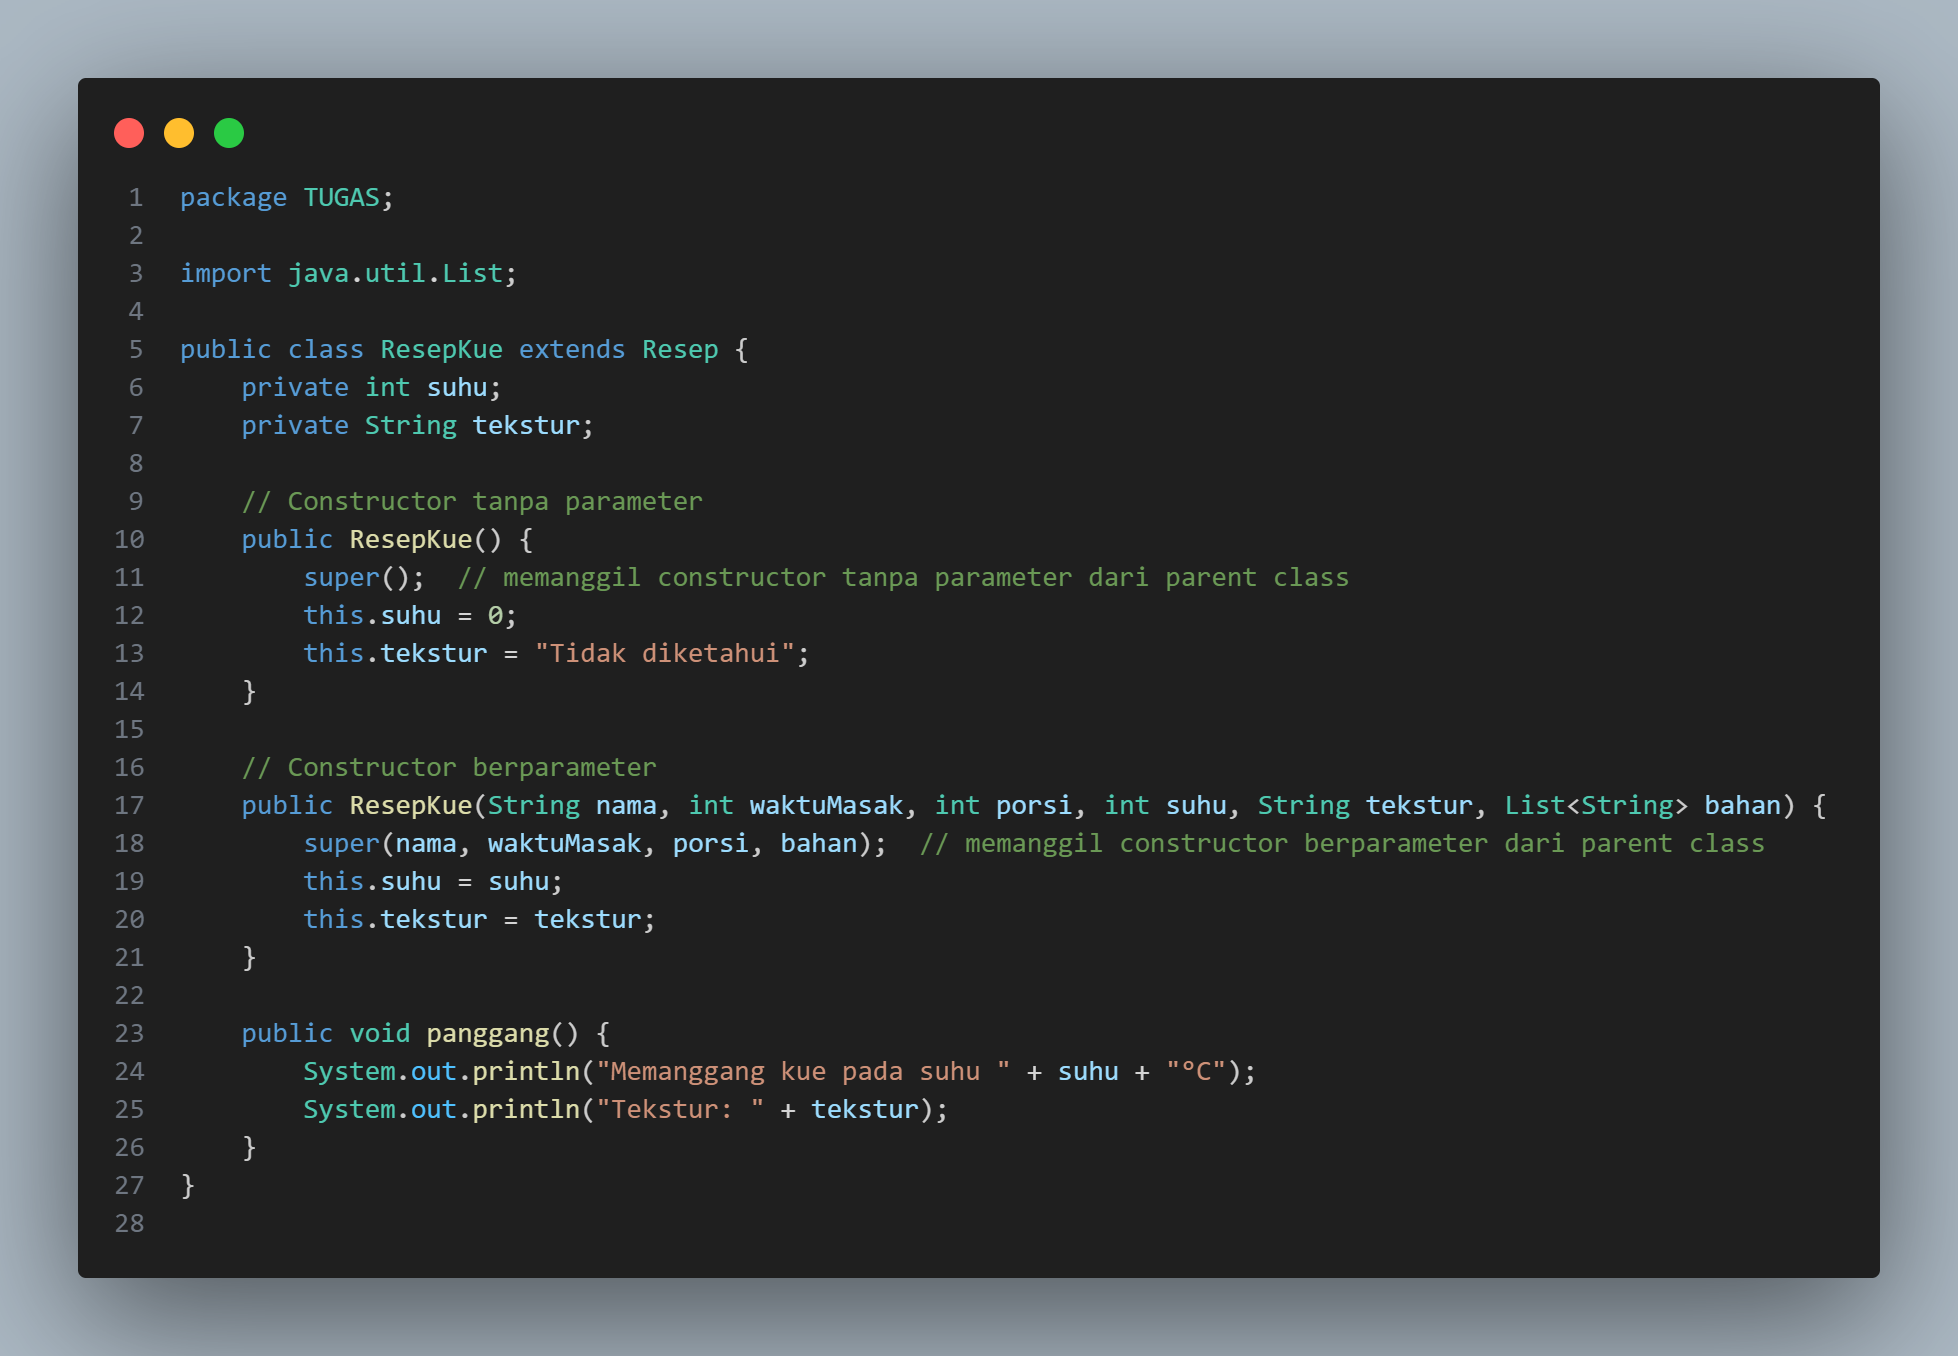 1 package TUGAS;
2
3 import java.util.List;
4
5 public class ResepKue extends Resep {
6     private int suhu;
7     private String tekstur;
8
9     // Constructor tanpa parameter
10     public ResepKue() {
11         super();  // memanggil constructor tanpa parameter dari parent class
12         this.suhu = 0;
13         this.tekstur = "Tidak diketahui";
14     }
15
16     // Constructor berparameter
17     public ResepKue(String nama, int waktuMasak, int porsi, int suhu, String tekstur, List<String> bahan) {
18         super(nama, waktuMasak, porsi, bahan);  // memanggil constructor berparameter dari parent class
19         this.suhu = suhu;
20         this.tekstur = tekstur;
21     }
22
23     public void panggang() {
24         System.out.println("Memanggang kue pada suhu " + suhu + "°C");
25         System.out.println("Tekstur: " + tekstur);
26     }
27 }
28